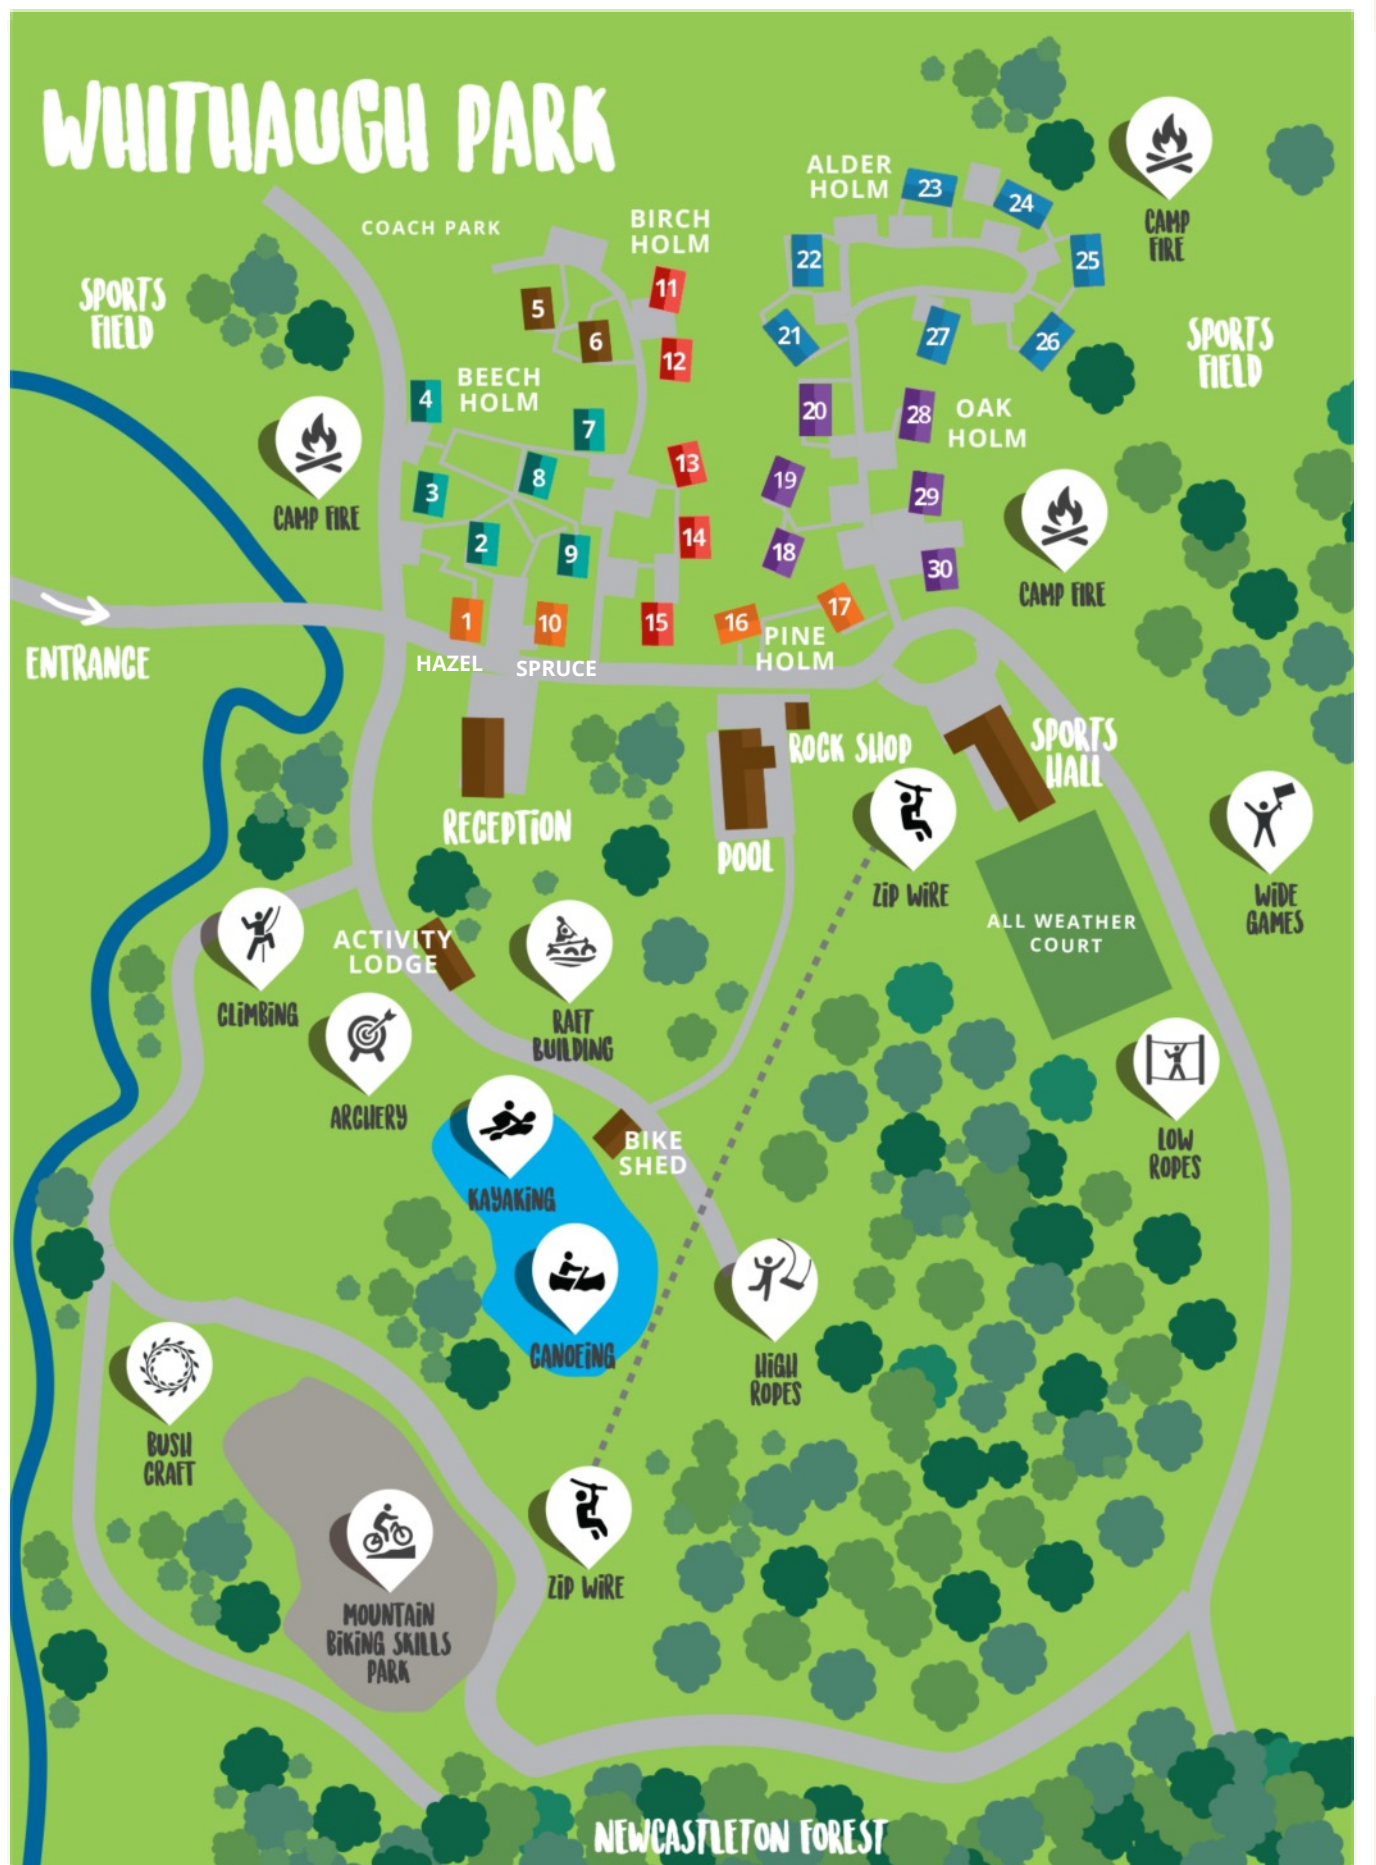 WHITHAUGH PARK
ALDER
HOLM
23
24
CAMP
FIRE
COACH PARK
BIRCH
HOLM
22
25
SPORTS
FIELD
11
5
6
12
21
27
26
SPORTS
FIELD
BEECH
HOLM
4
7
20
28
OAK
HOLM
CAMP FIRE
3
8
13
19
29
2
9
14
18
30
CAMP FIRE
1
10
15
16
17
PINE
HOLM
ENTRANCE
HAZEL
SPRUCE
ROCK SHOP
SPORTS
HALL
RECEPTION
POOL
ZIP WIRE
WIDE
GAMES
ALL WEATHER
COURT
ACTIVITY
LODGE
CLIMBING
RAFT
BUILDING
ARCHERY
KAYAKING
BIKE
SHED
LOW
ROPES
CANOEING
HIGH
ROPES
BUSH
CRAFT
ZIP WIRE
MOUNTAIN
BIKING SKILLS
PARK
NEWCASTLETON FOREST